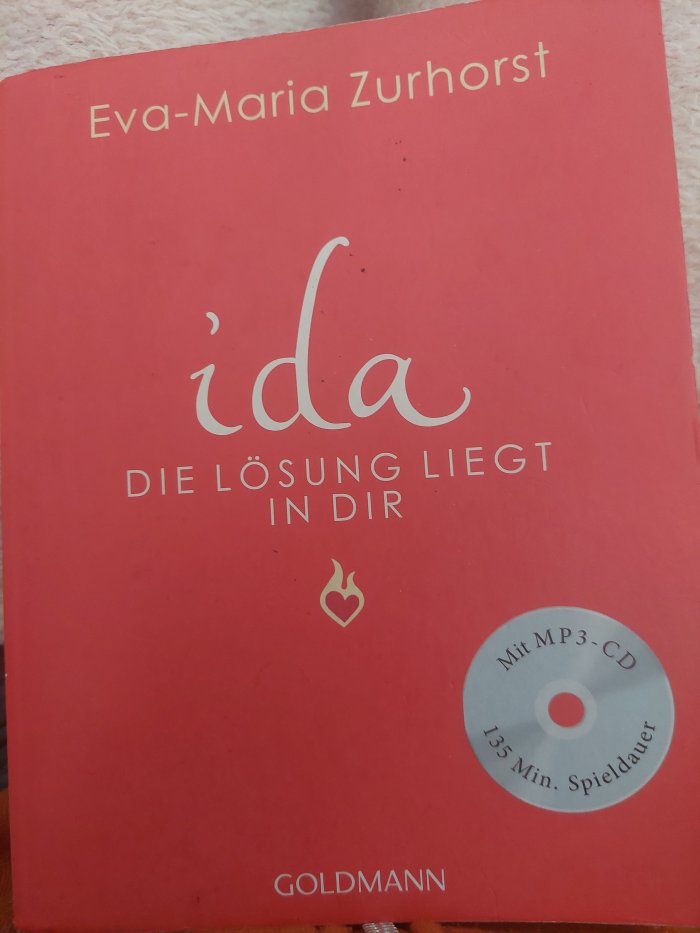 Eva-Maria Zurhorst
ida
DIE LÖSUNG LIEGT
IN DIR
Mit MP3-CD
135 Min. Spieldauer
GOLDMANN